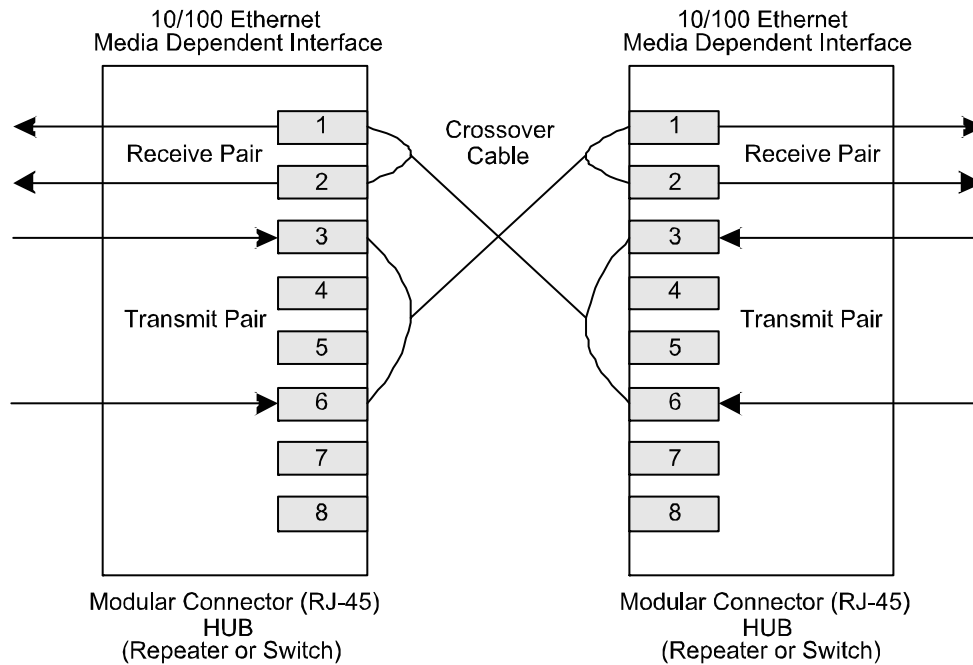 10/100 Ethernet
Media Dependent Interface
10/100 Ethernet
Media Dependent Interface
1
Receive Pair
2
3
4
Transmit Pair
5
6
7
8
Crossover
Cable
1
Receive Pair
2
3
4
Transmit Pair
5
6
7
8
Modular Connector (RJ-45)
HUB
(Repeater or Switch)
Modular Connector (RJ-45)
HUB
(Repeater or Switch)